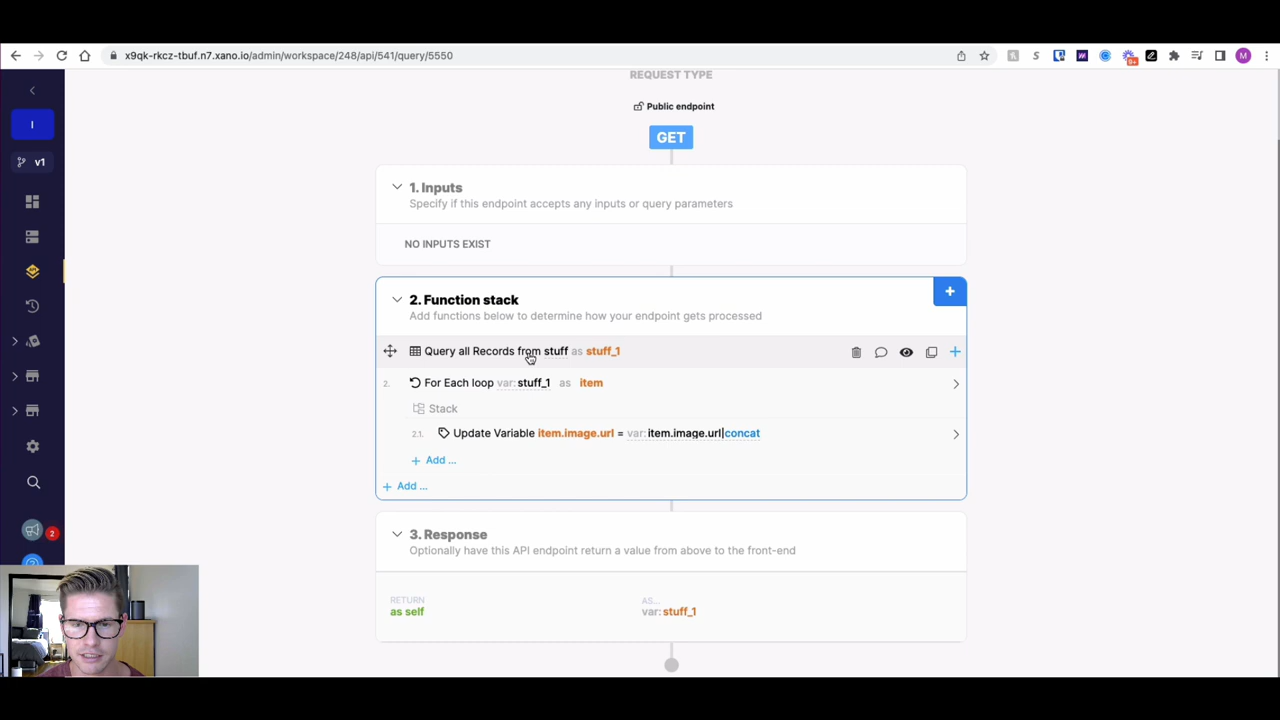 x9qk-rkcz-tbuf.n7.xano.io/admin/workspace/248/api/541/query/5550
9+
M
I
v1
2
REQUEST TYPE
Public endpoint
GET
1. Inputs
Specify if this endpoint accepts any inputs or query parameters
NO INPUTS EXIST
2. Function stack
Add functions below to determine how your endpoint gets processed
+
Query all Records from stuff as stuff_1
2. For Each loop var: stuff_1 as item
Stack
2.1. Update Variable item.image.url = var: item.image.url|concat
+ Add ...
+ Add ...
3. Response
Optionally have this API endpoint return a value from above to the front-end
RETURN AS...
as self var: stuff_1